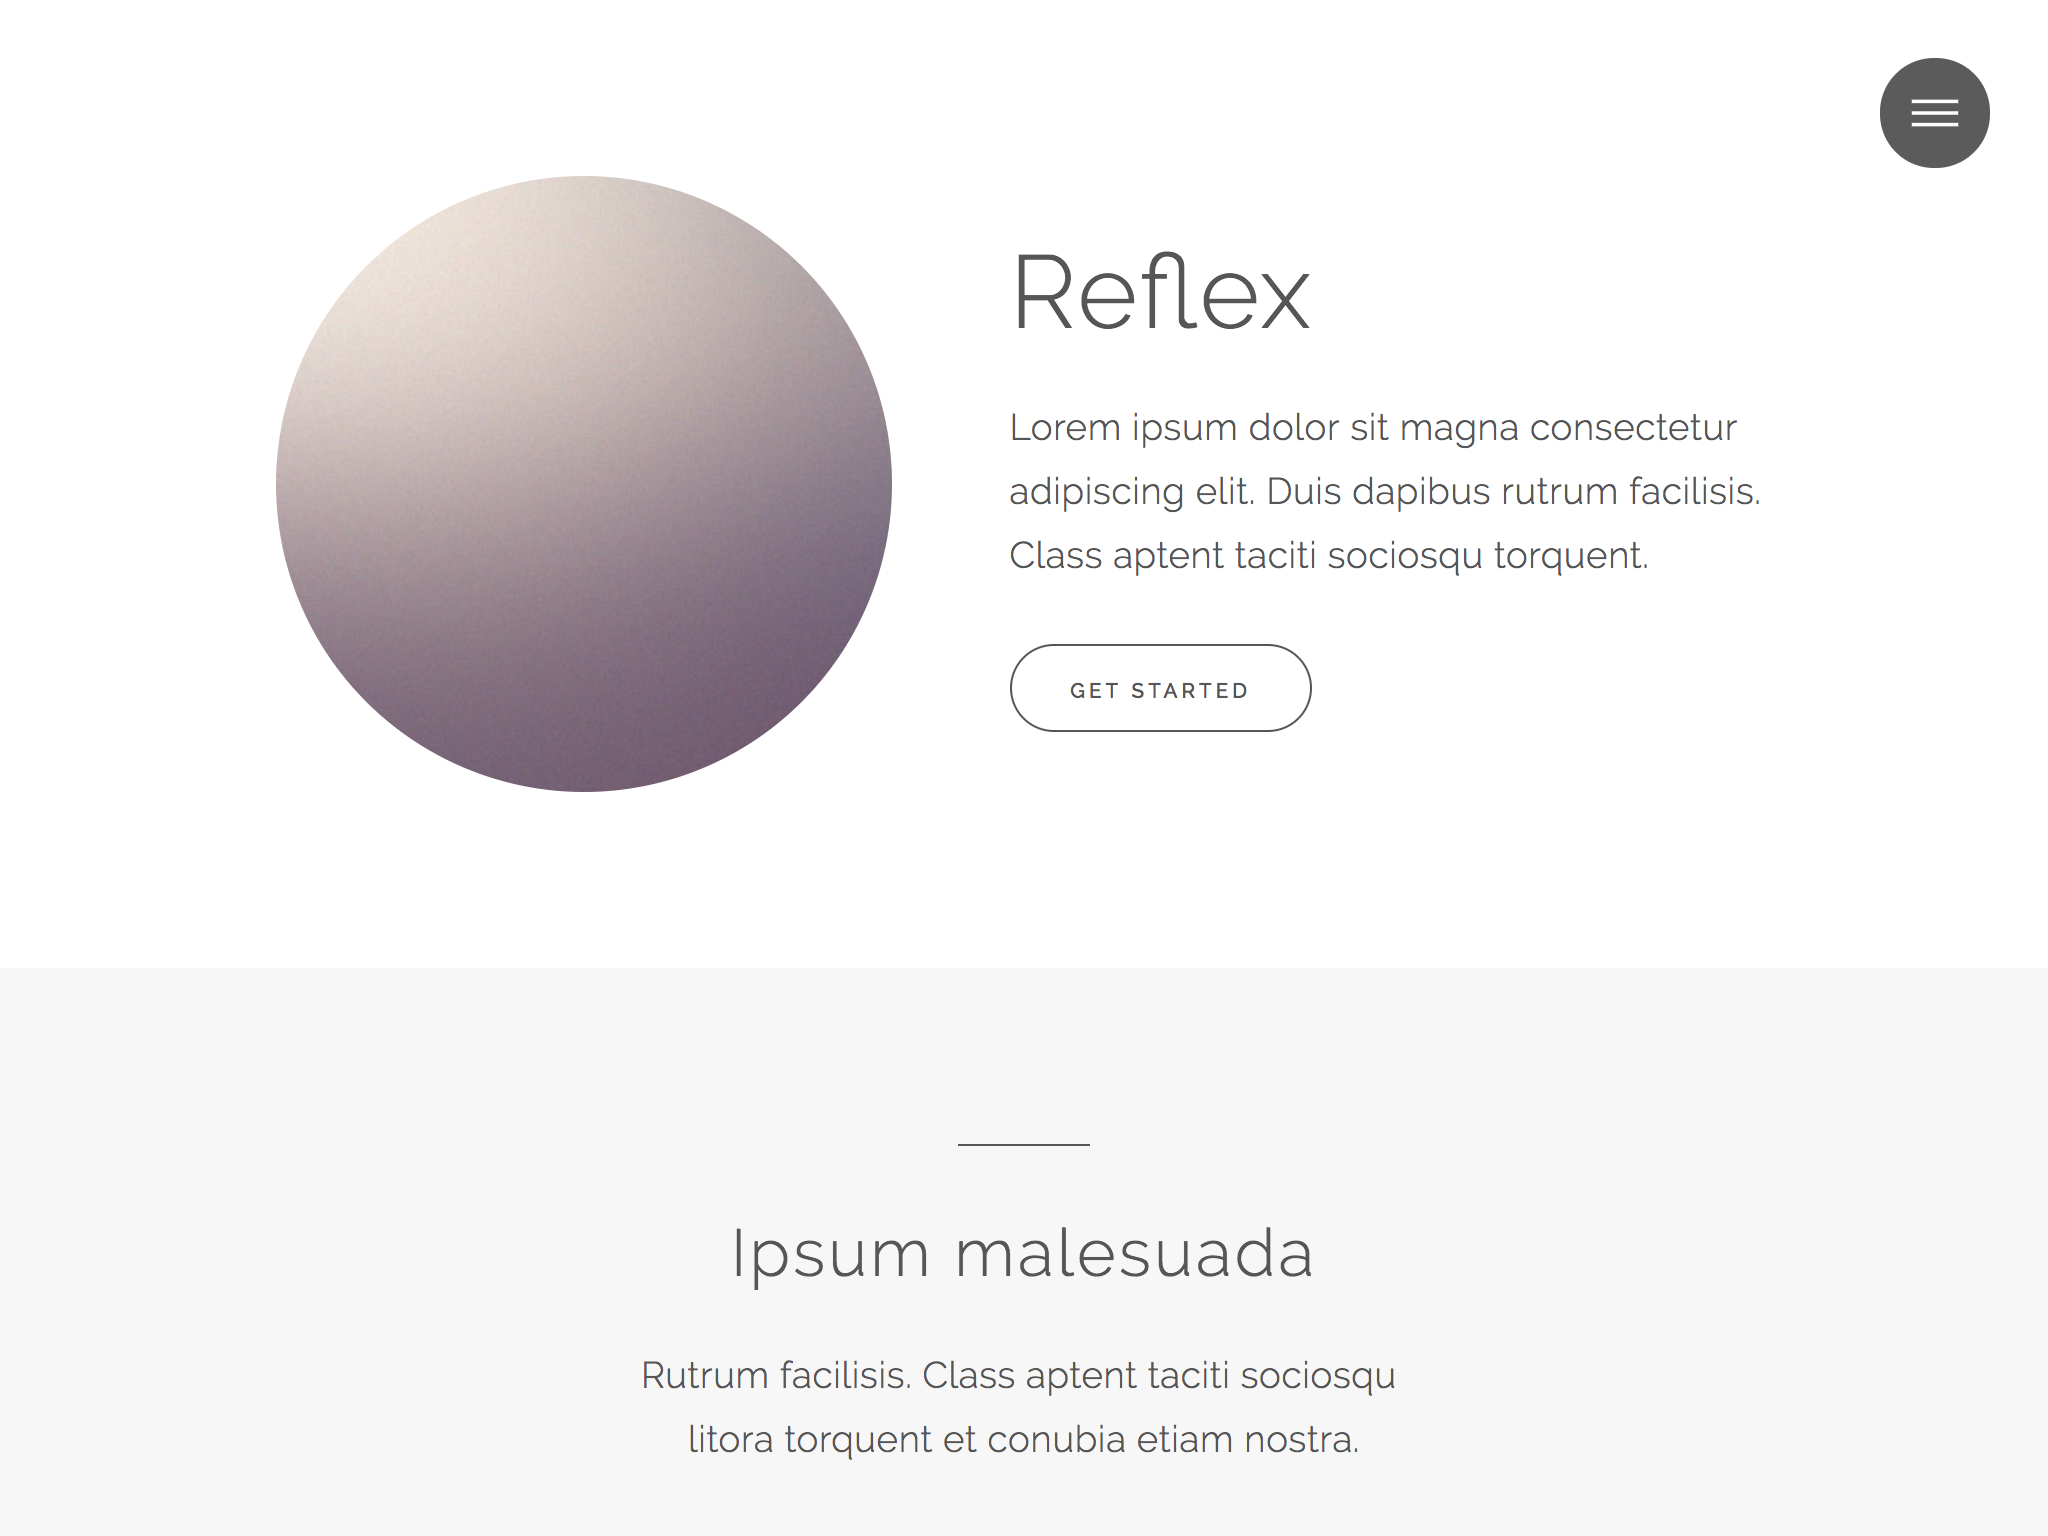 Reflex
Lorem ipsum dolor sit magna consectetur
adipiscing elit. Duis dapibus rutrum facilisis.
Class aptent taciti sociosqu torquent.
GET STARTED
Ipsum malesuada
Rutrum facilisis. Class aptent taciti sociosqu
litora torquent et conubia etiam nostra.